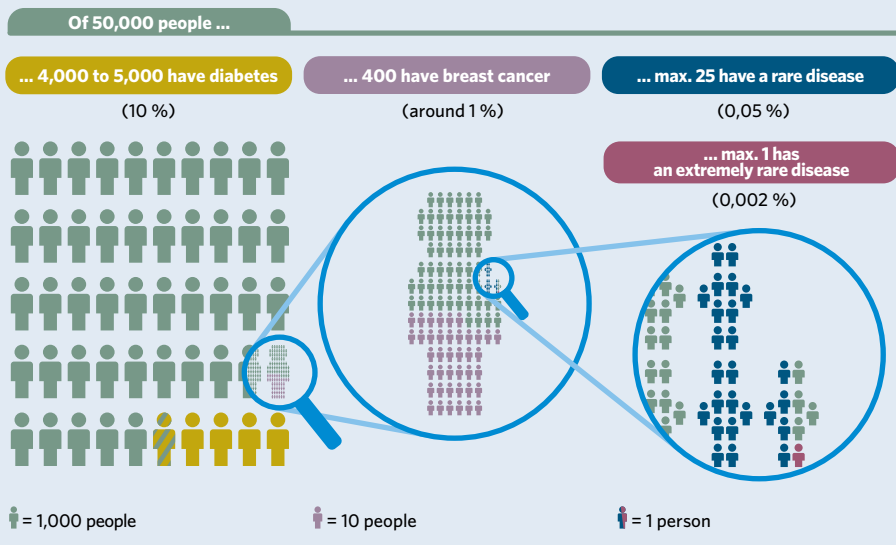 Of 50,000 people ...
... 4,000 to 5,000 have diabetes
(10 %)
... 400 have breast cancer
(around 1 %)
... max. 25 have a rare disease
(0,05 %)
... max. 1 has
an extremely rare disease
(0,002 %)
= 1,000 people
= 10 people
= 1 person